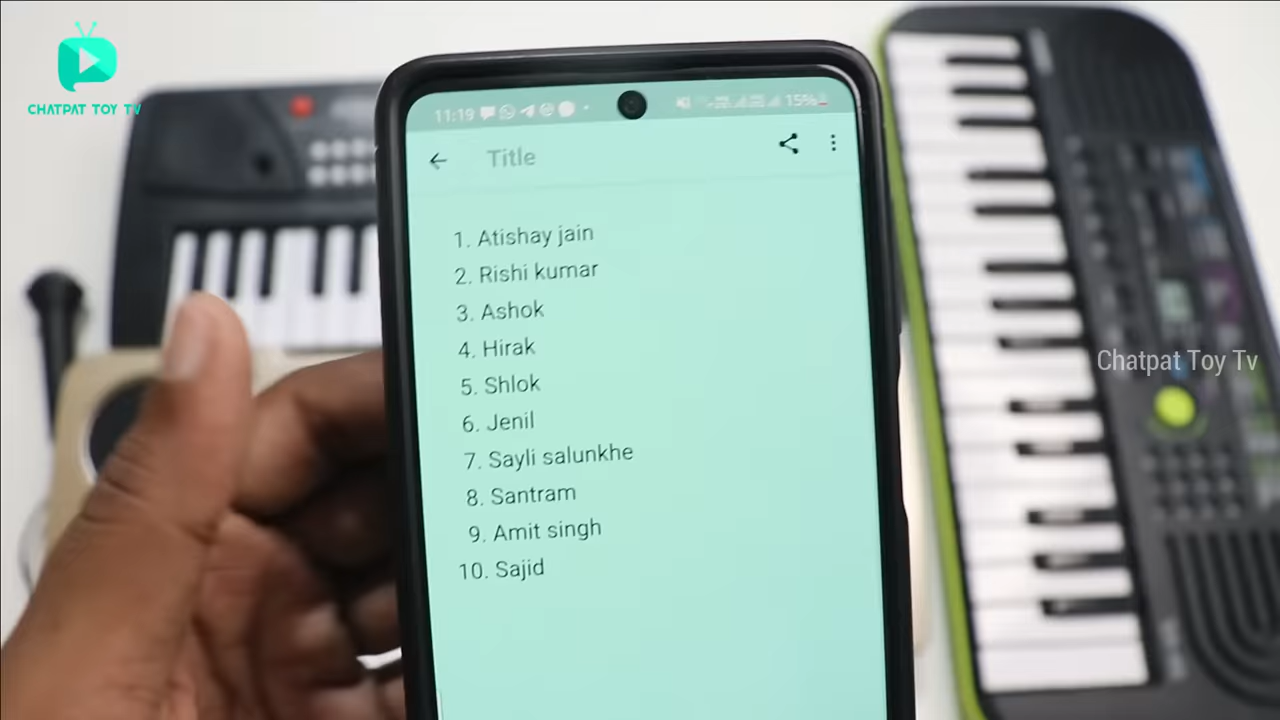 CHATPAT TOY TV
11:19
15%
Title
1. Atishay jain
2. Rishi kumar
3. Ashok
4. Hirak
5. Shlok
6. Jenil
7. Sayli salunkhe
8. Santram
9. Amit singh
10. Sajid
Chatpat Toy Tv